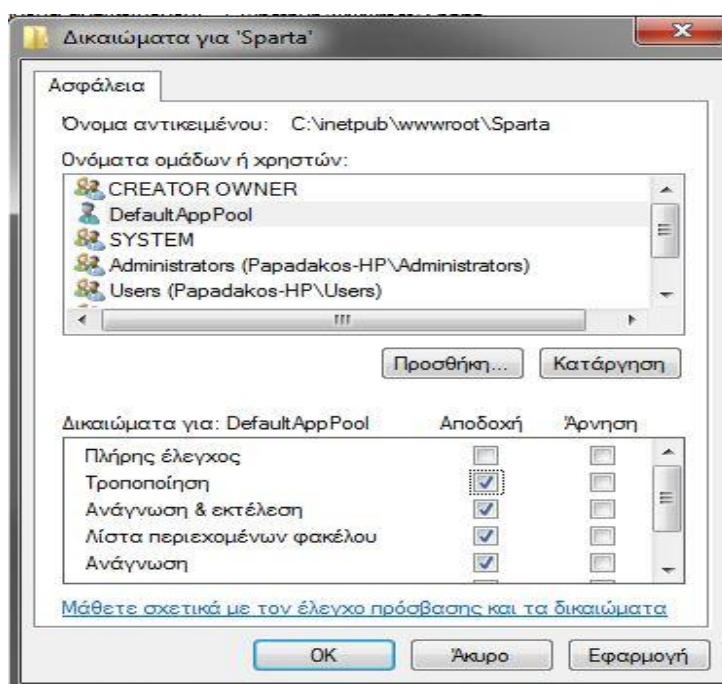 Δικαιώματα για 'Sparta'
Ασφάλεια
Όνομα αντικειμένου: C:\inetpub\wwwroot\Sparta
Ονόματα ομάδων ή χρηστών:
CREATOR OWNER
DefaultAppPool
SYSTEM
Administrators (Papadakos-HP\Administrators)
Users (Papadakos-HP\Users)
Προσθήκη... Κατάργηση
Δικαιώματα για: DefaultAppPool Αποδοχή Άρνηση
Πλήρης έλεγχος
Τροποποίηση
Ανάγνωση & εκτέλεση
Λίστα περιεχομένων φακέλου
Ανάγνωση
Μάθετε σχετικά με τον έλεγχο πρόσβασης και τα δικαιώματα
OK Άκυρο Εφαρμογή